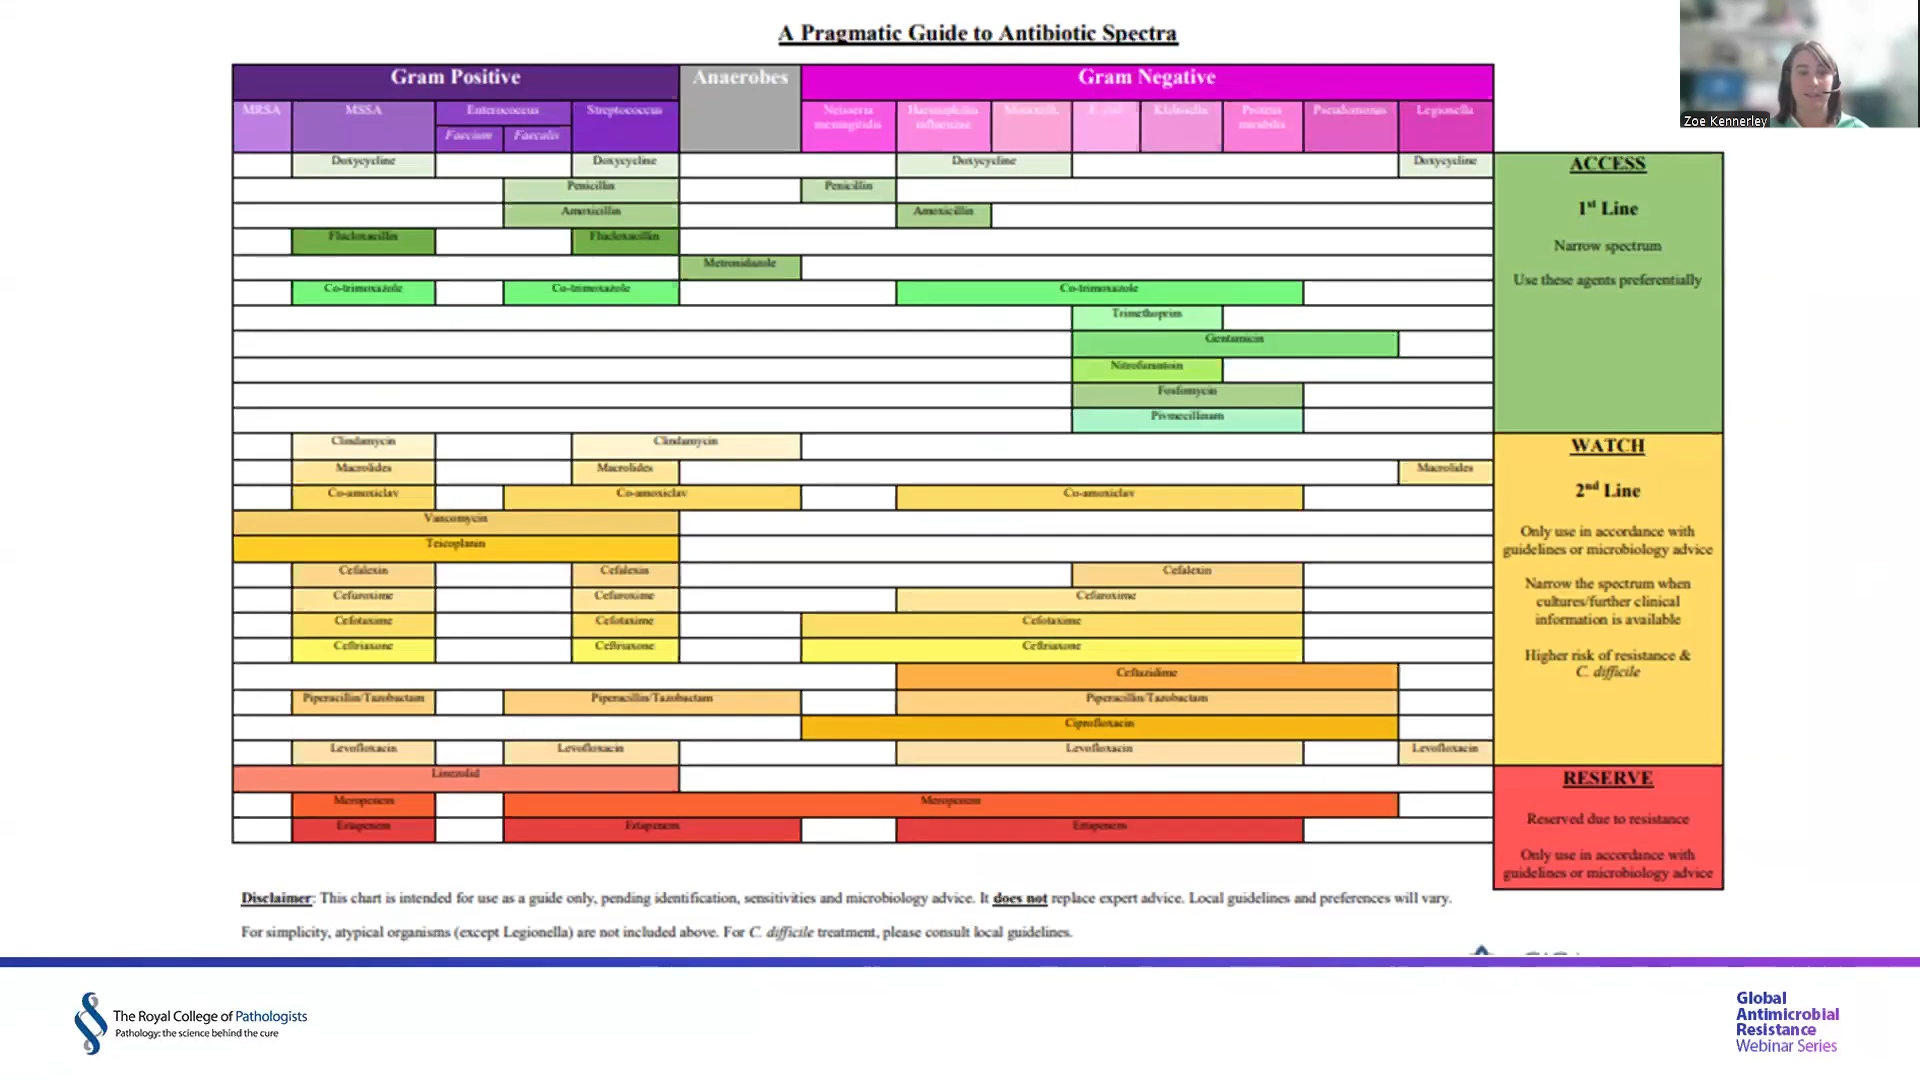 A Pragmatic Guide to Antibiotic Spectra
Zoe Kennerley
Gram Positive
Anaerobes
Gram Negative
MRSA
MSSA
Enterococcus
Faecium
Faecalis
Streptococcus
Neisseria
meningitidis
Haemophilus
influenzae
E. coli
Klebsiella
Proteus
mirabilis
Pseudomonas
Legionella
Doxycycline Doxycycline Doxycycline Doxycycline
Penicillin Penicillin
Amoxicillin Amoxicillin
Flucloxacillin Flucloxacillin
Metronidazole
Co-trimoxazole Co-trimoxazole Co-trimoxazole
Trimethoprim
Gentamicin
Nitrofurantoin
Fosfomycin
Pivmecillinam
Clindamycin Clindamycin
Macrolides Macrolides Macrolides
Co-amoxiclav Co-amoxiclav Co-amoxiclav
Vancomycin
Teicoplanin
Cefalexin Cefalexin Cefalexin
Cefuroxime Cefuroxime Cefuroxime
Cefotaxime Cefotaxime Cefotaxime
Ceftriaxone Ceftriaxone Ceftriaxone
Ceftazidime
Piperacillin/Tazobactam Piperacillin/Tazobactam Piperacillin/Tazobactam
Ciprofloxacin
Levofloxacin Levofloxacin Levofloxacin Levofloxacin
Linezolid
Meropenem Meropenem
Ertapenem Ertapenem Ertapenem
ACCESS
1st Line
Narrow spectrum
Use these agents preferentially
WATCH
2nd Line
Only use in accordance with
guidelines or microbiology advice
Narrow the spectrum when
cultures/further clinical
information is available
Higher risk of resistance &
C. difficile
RESERVE
Reserved due to resistance
Only use in accordance with
guidelines or microbiology advice
Disclaimer: This chart is intended for use as a guide only, pending identification, sensitivities and microbiology advice. It does not replace expert advice. Local guidelines and preferences will vary.
For simplicity, atypical organisms (except Legionella) are not included above. For C. difficile treatment, please consult local guidelines.
The Royal College of Pathologists
Pathology: the science behind the cure
Global
Antimicrobial
Resistance
Webinar Series